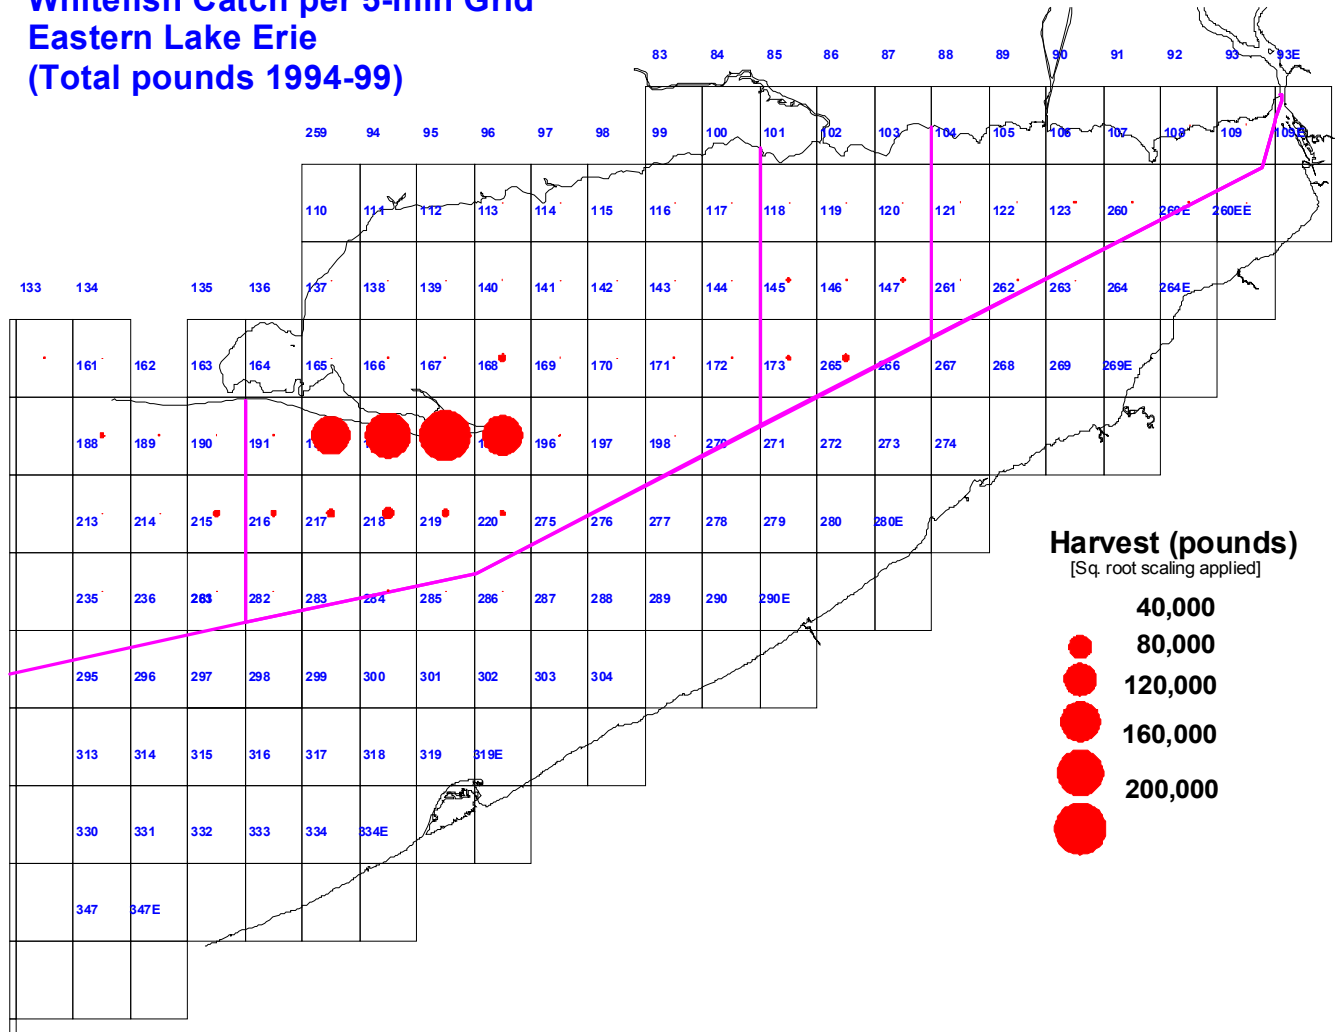 Whitefish Catch per 5-min Grid
Eastern Lake Erie
(Total pounds 1994-99)
83 84 85 86 87 88 89 90 91 92 93 93E
259 94 95 96 97 98 99 100 101 102 103 104 105 106 107 108 109 109E
110 111 112 113 114 115 116 117 118 119 120 121 122 123 260 260E 260EE
133 134 135 136 137 138 139 140 141 142 143 144 145 146 147 261 262 263 264 264E
161 162 163 164 165 166 167 168 169 170 171 172 173 265 266 267 268 269 269E
188 189 190 191 196 197 198 270 271 272 273 274
213 214 215 216 217 218 219 220 275 276 277 278 279 280 280E
235 236 282 283 284 285 286 287 288 289 290 290E
295 296 297 298 299 300 301 302 303 304
313 314 315 316 317 318 319 319E
330 331 332 333 334 334E
347 347E
Harvest (pounds)
[Sq. root scaling applied]
40,000
80,000
120,000
160,000
200,000